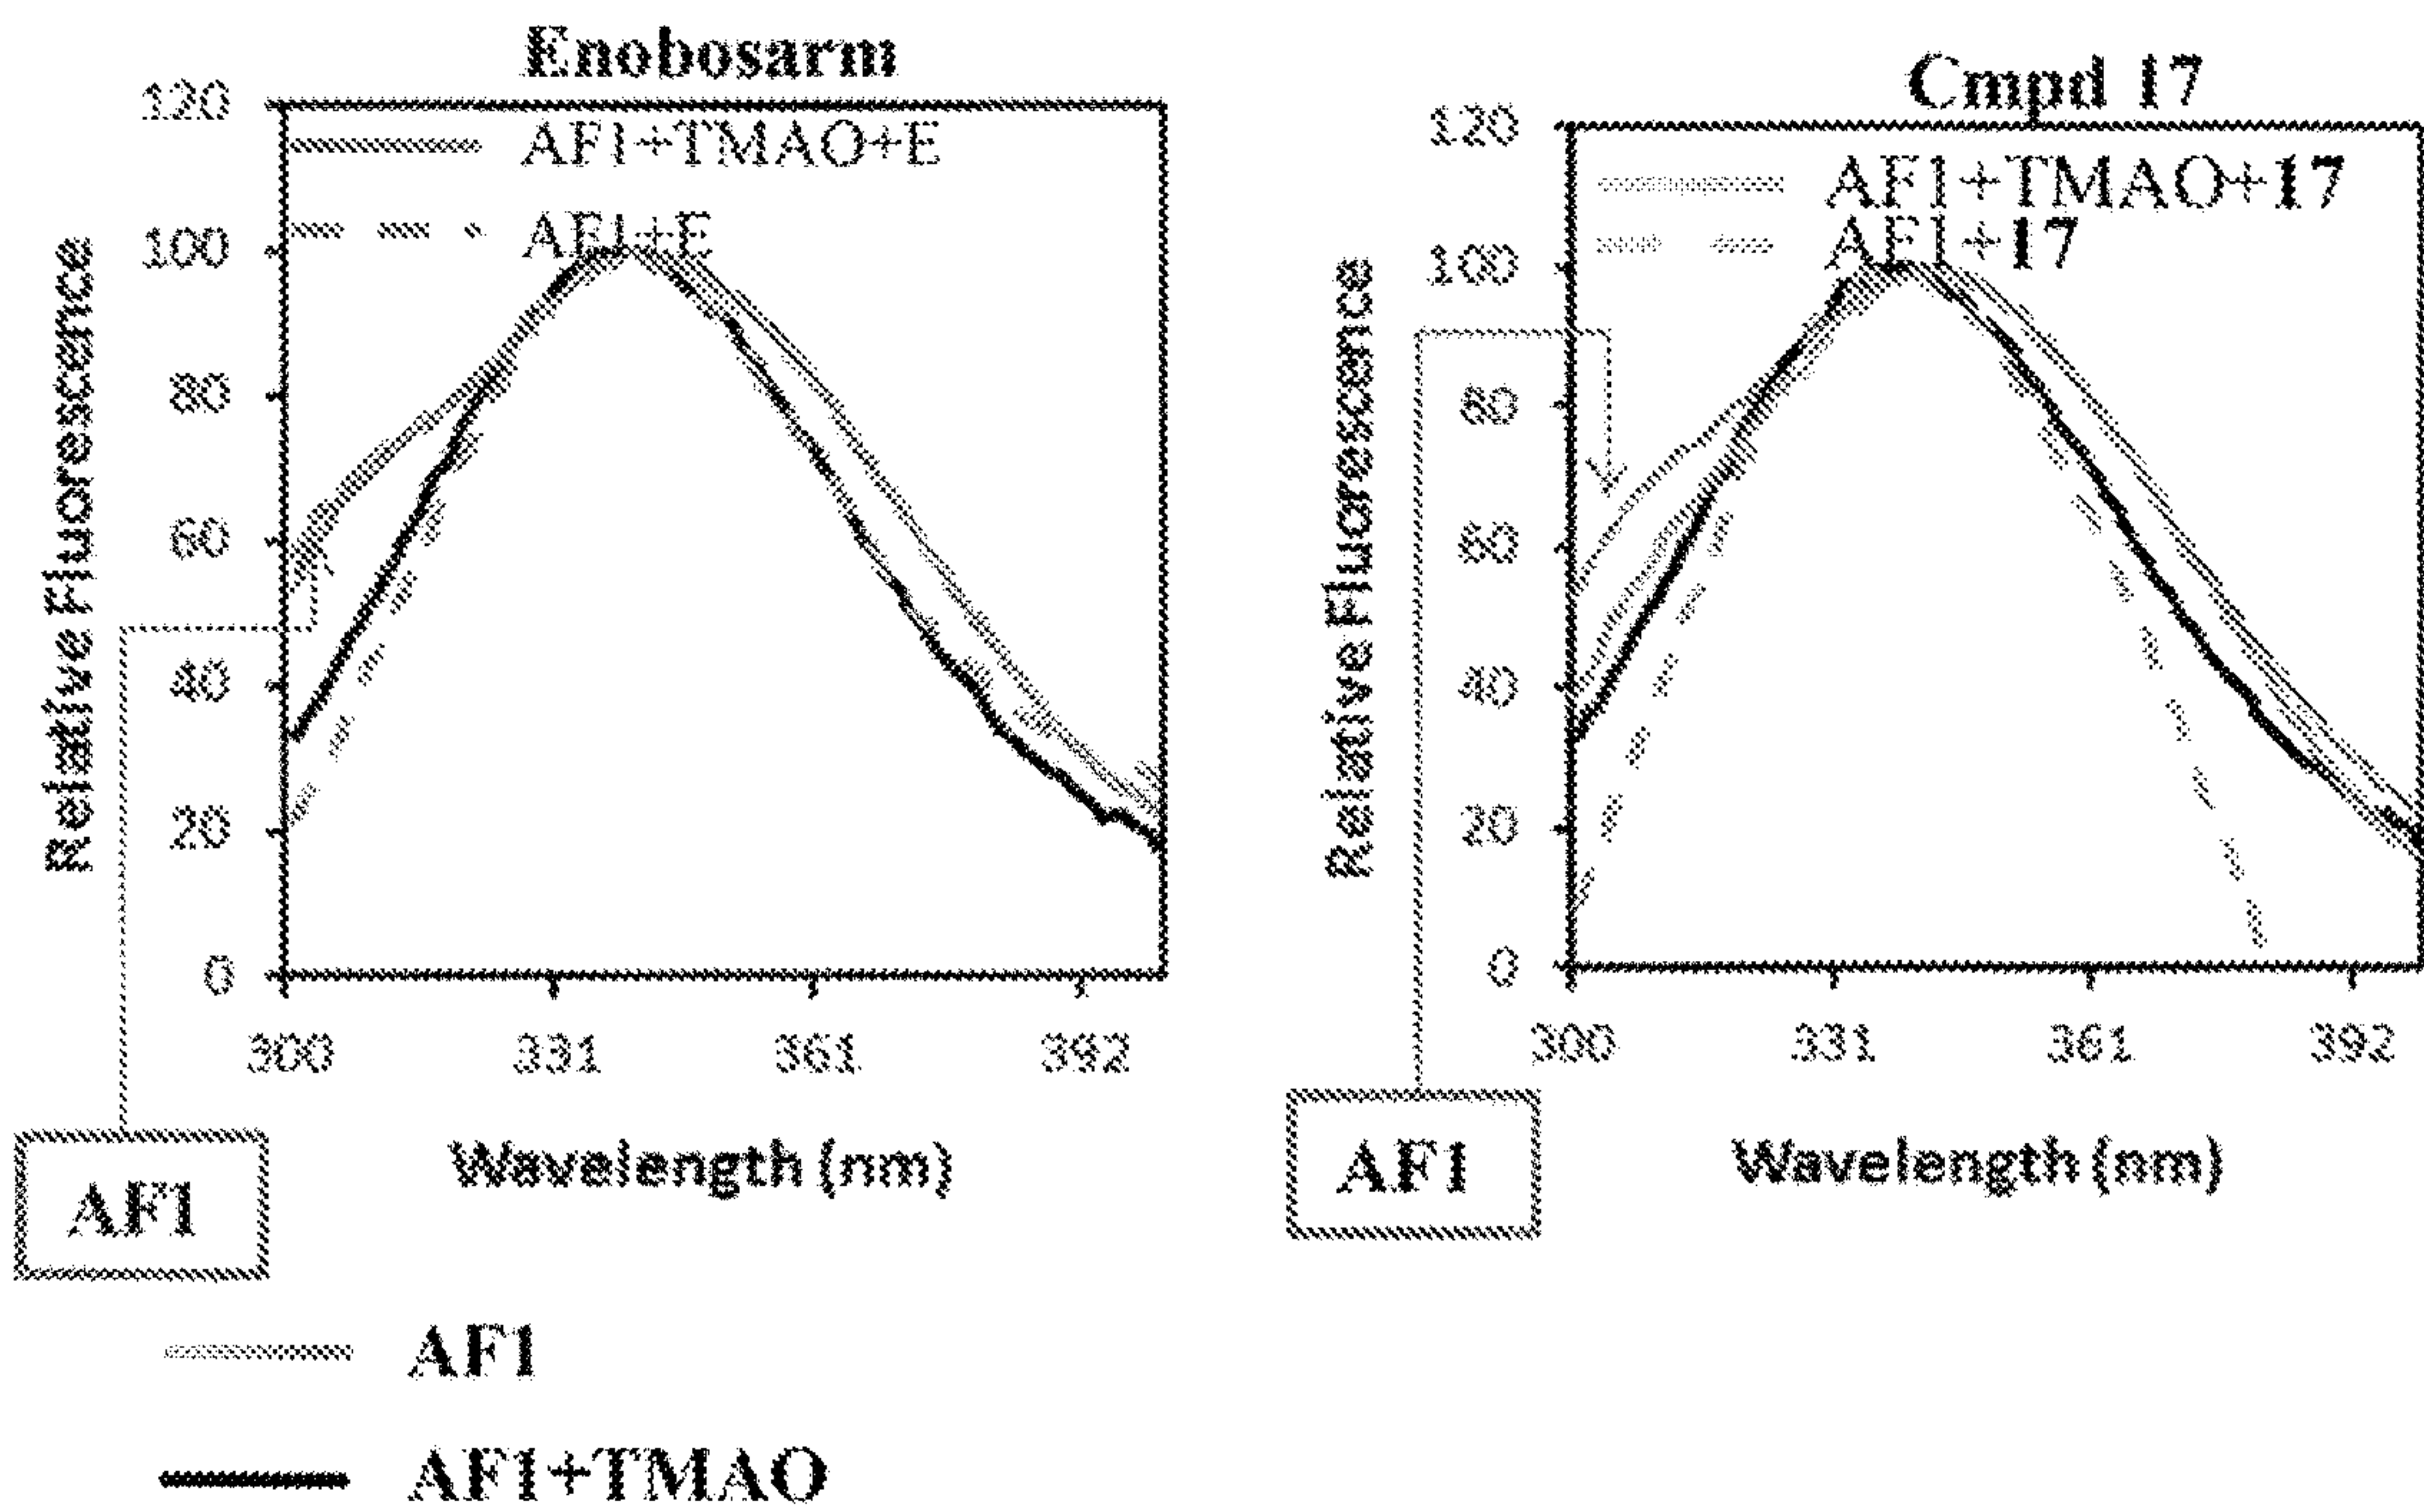 Enobosarm
120
AF1+TMAO+E
AF1+E
100
80
60
40
20
0
300 331 361 392
Relative Fluorescence
Wavelength (nm)
AF1
Cmpd 17
120
AF1+TMAO+17
AF1+17
100
80
60
40
20
0
300 331 361 392
Relative Fluorescence
Wavelength (nm)
AF1
AF1
AF1+TMAO